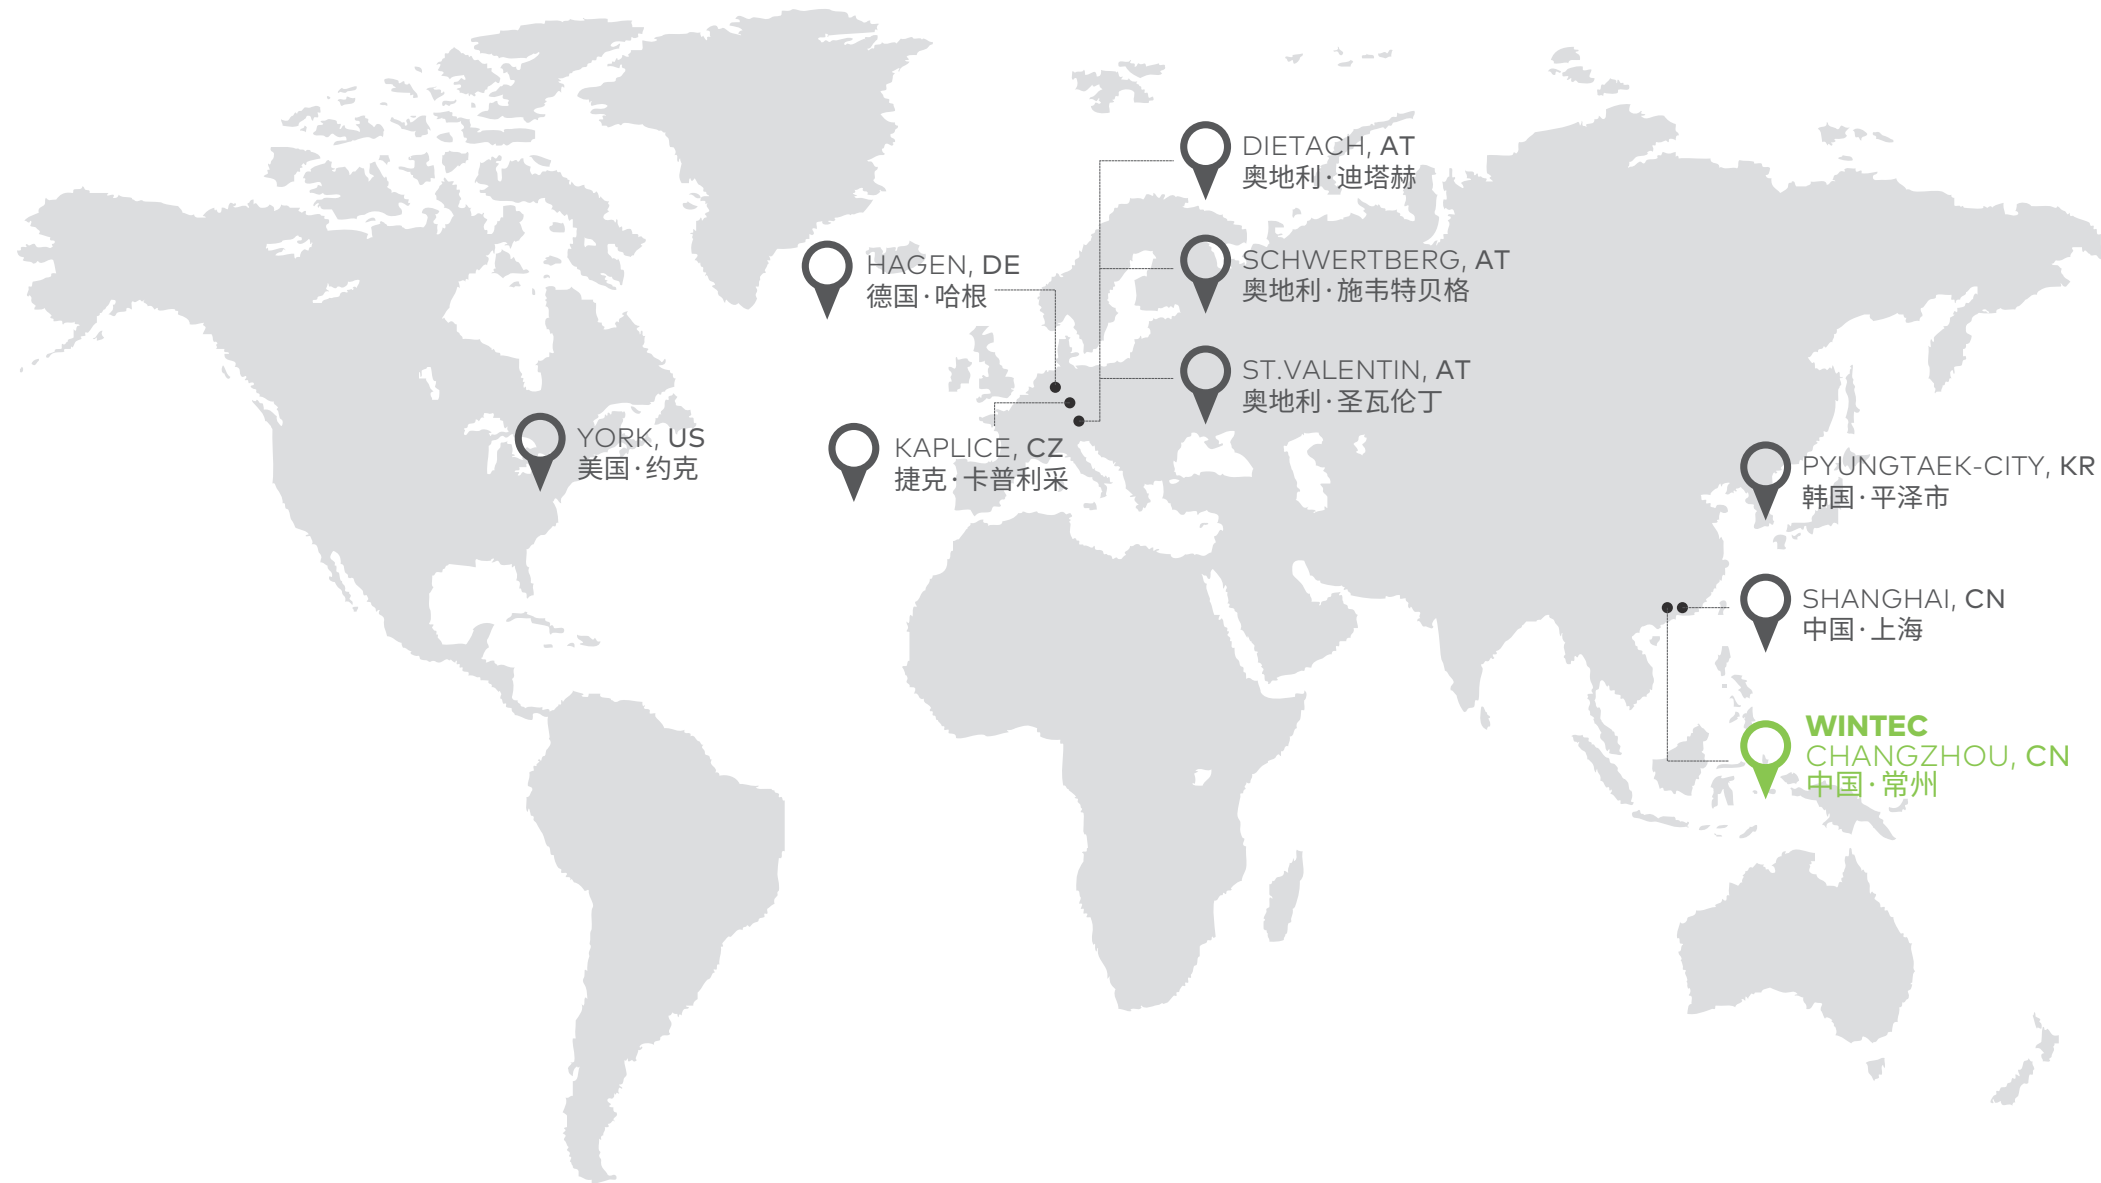 DIETACH, AT
奥地利·迪塔赫
HAGEN, DE
德国·哈根
SCHWERTBERG, AT
奥地利·施韦特贝格
ST.VALENTIN, AT
奥地利·圣瓦伦丁
YORK, US
美国·约克
KAPLICE, CZ
捷克·卡普利采
PYUNGTAEK-CITY, KR
韩国·平泽市
SHANGHAI, CN
中国·上海
WINTEC
CHANGZHOU, CN
中国·常州